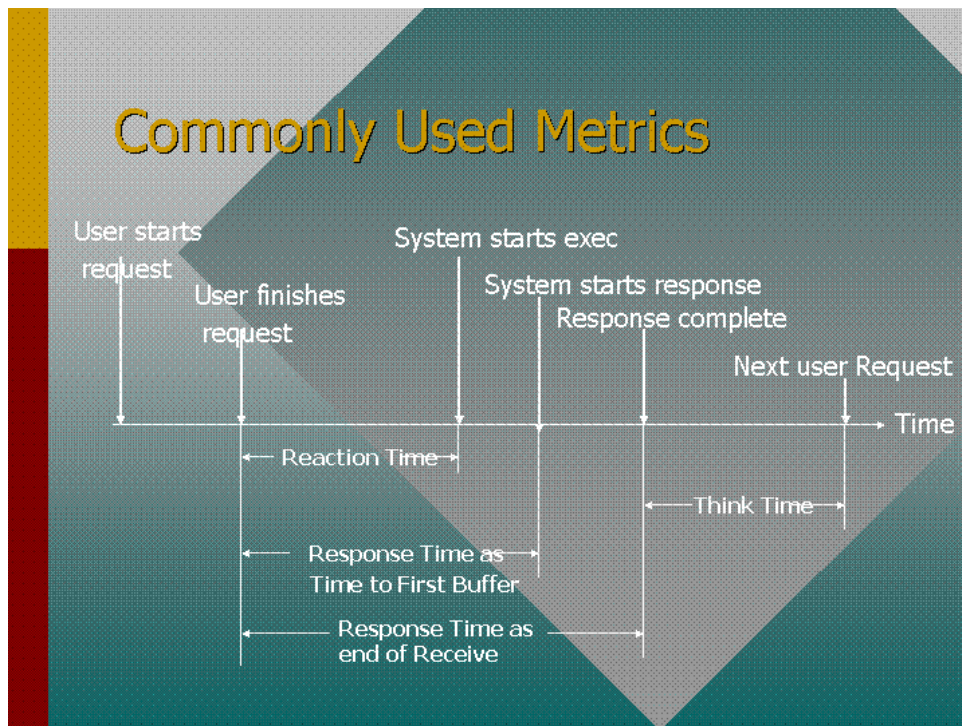 Commonly Used Metrics
User starts
request
System starts exec
User finishes
request
System starts response
Response complete
Next user Request
Time
Reaction Time
Think Time
Response Time as
Time to First Buffer
Response Time as
end of Receive